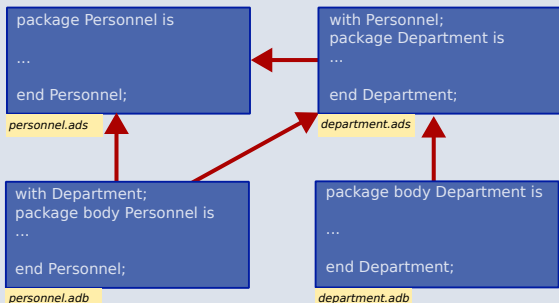 package Personnel is
...
end Personnel;
personnel.ads
with Personnel;
package Department is
...
end Department;
department.ads
with Department;
package body Personnel is
...
end Personnel;
personnel.adb
package body Department is
...
end Department;
department.adb